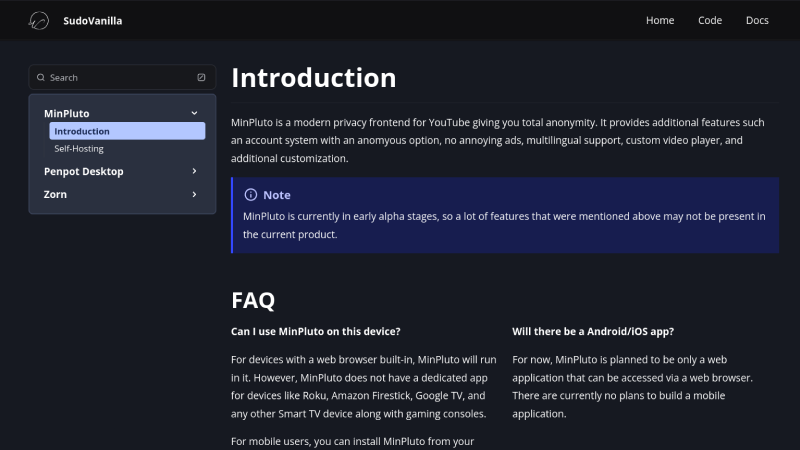 SudoVanilla
Home
Code
Docs
Search
MinPluto
Introduction
Self-Hosting
Penpot Desktop
Zorn
Introduction
MinPluto is a modern privacy frontend for YouTube giving you total anonymity. It provides additional features such
an account system with an anomyous option, no annoying ads, multilingual support, custom video player, and
additional customization.
Note
MinPluto is currently in early alpha stages, so a lot of features that were mentioned above may not be present in
the current product.
FAQ
Can I use MinPluto on this device?
For devices with a web browser built-in, MinPluto will run
in it. However, MinPluto does not have a dedicated app
for devices like Roku, Amazon Firestick, Google TV, and
any other Smart TV device along with gaming consoles.
For mobile users, you can install MinPluto from your
Will there be a Android/iOS app?
For now, MinPluto is planned to be only a web
application that can be accessed via a web browser.
There are currently no plans to build a mobile
application.